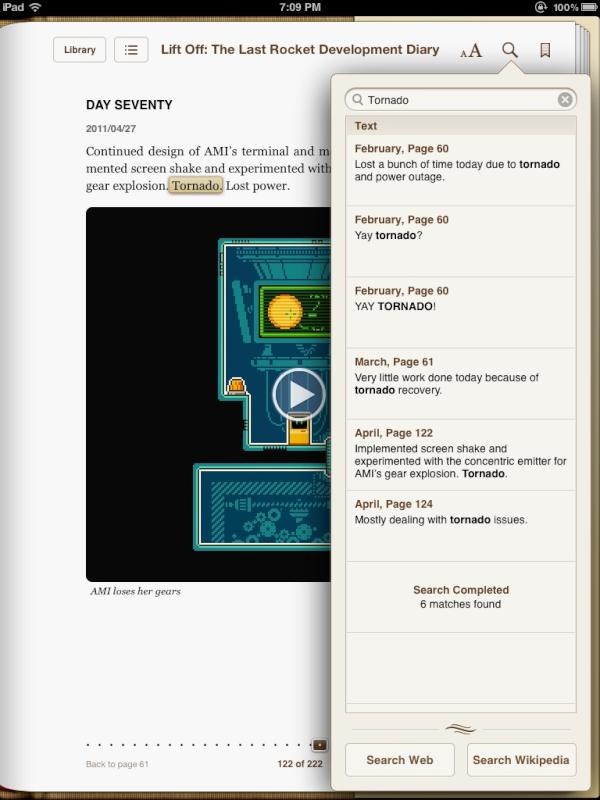 iPad
7:09 PM
100%
Library
Lift Off: The Last Rocket Development Diary
AA
DAY SEVENTY
2011/04/27
Continued design of AMI's terminal and m
mented screen shake and experimented with
gear explosion. Tornado. Lost power.
AMI loses her gears
Back to page 61
122 of 222
Tornado
Text
February, Page 60
Lost a bunch of time today due to tornado
and power outage.
February, Page 60
Yay tornado?
February, Page 60
YAY TORNADO!
March, Page 61
Very little work done today because of
tornado recovery.
April, Page 122
Implemented screen shake and
experimented with the concentric emitter for
AMI's gear explosion. Tornado.
April, Page 124
Mostly dealing with tornado issues.
Search Completed
6 matches found
Search Web
Search Wikipedia